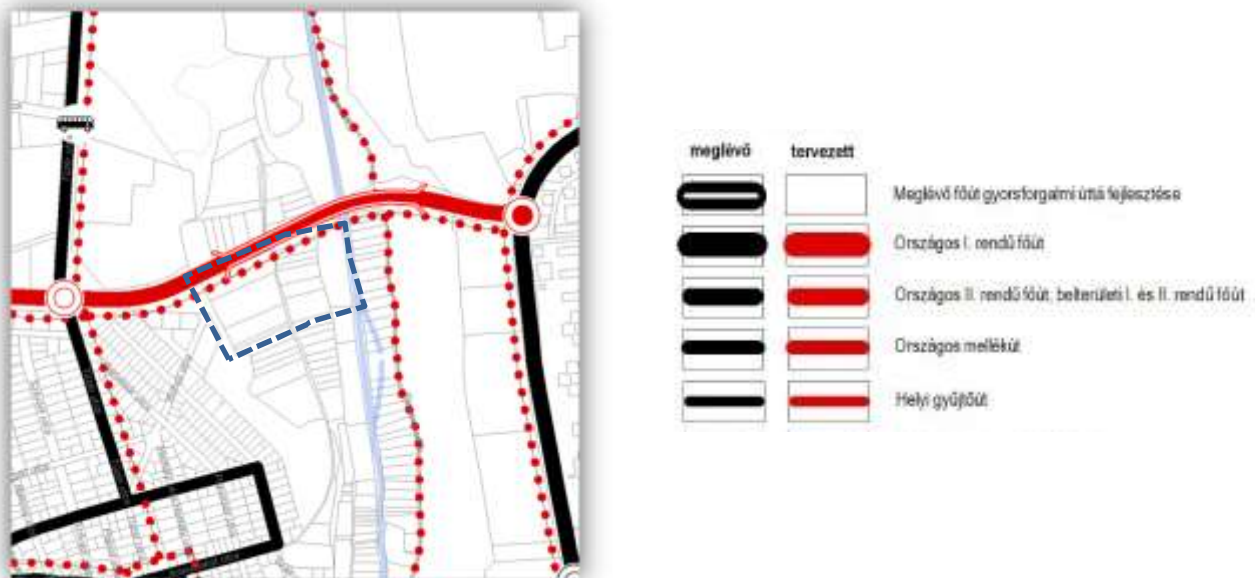 meglévő tervezett
Meglévő főút gyorsforgalmi úttá fejlesztése
Országos I. rendű főút
Országos II. rendű főút, belterületi I. és II. rendű főút
Országos mellékút
Helyi gyűjtőút